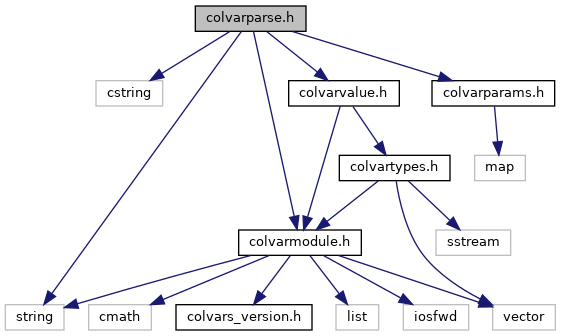 colvarparse.h
cstring
colvarvalue.h
colvarparams.h
colvartypes.h
map
colvarmodule.h
sstream
string
cmath
colvars_version.h
list
iosfwd
vector